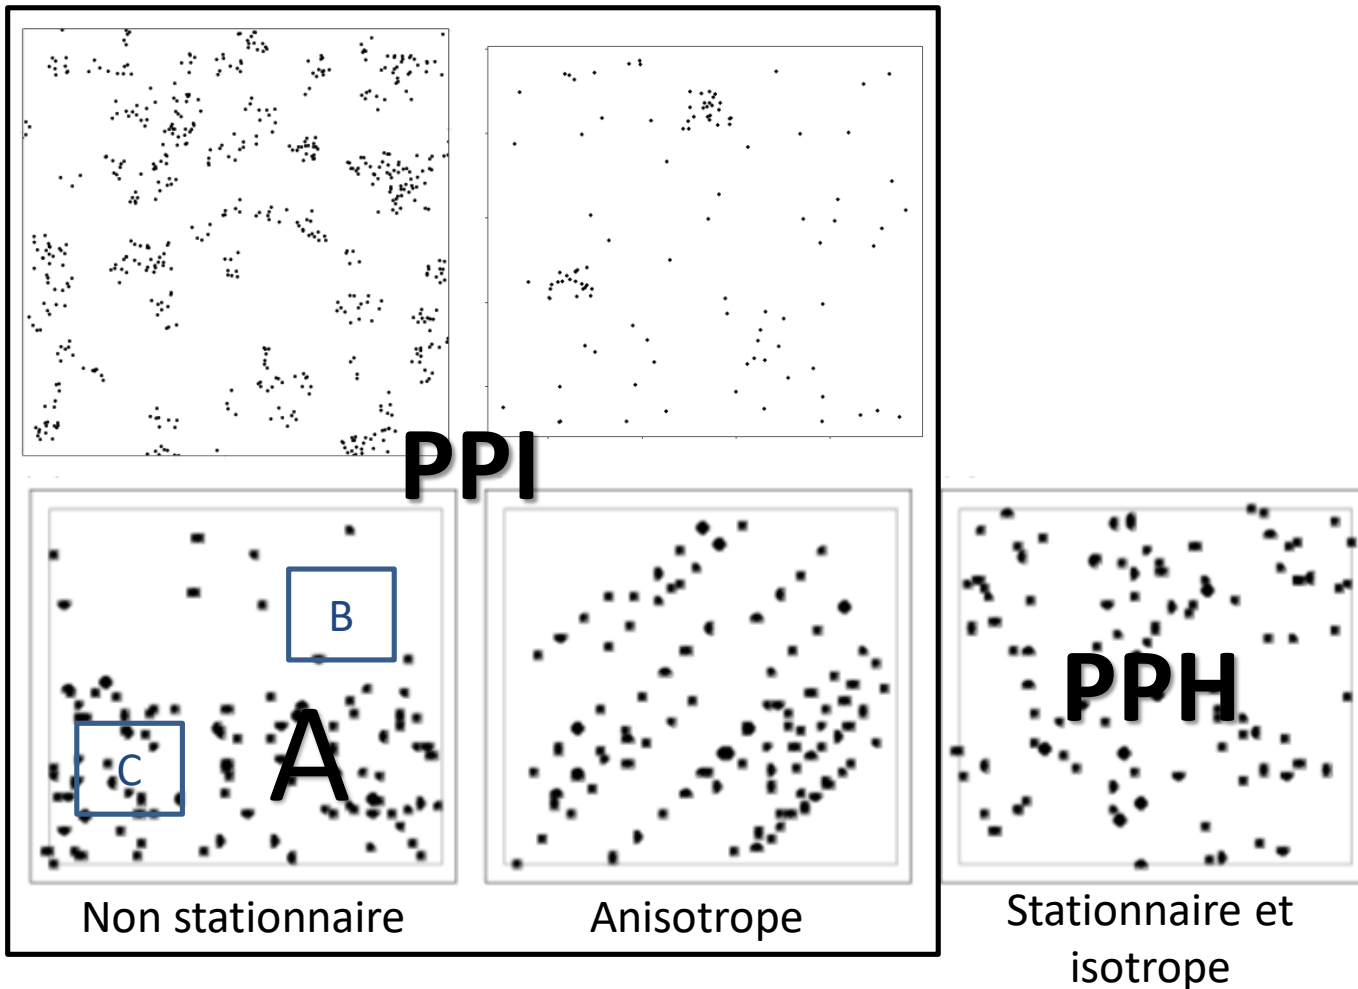 PPI
B
C
A
PPH
Non stationnaire
Anisotrope
Stationnaire et
isotrope